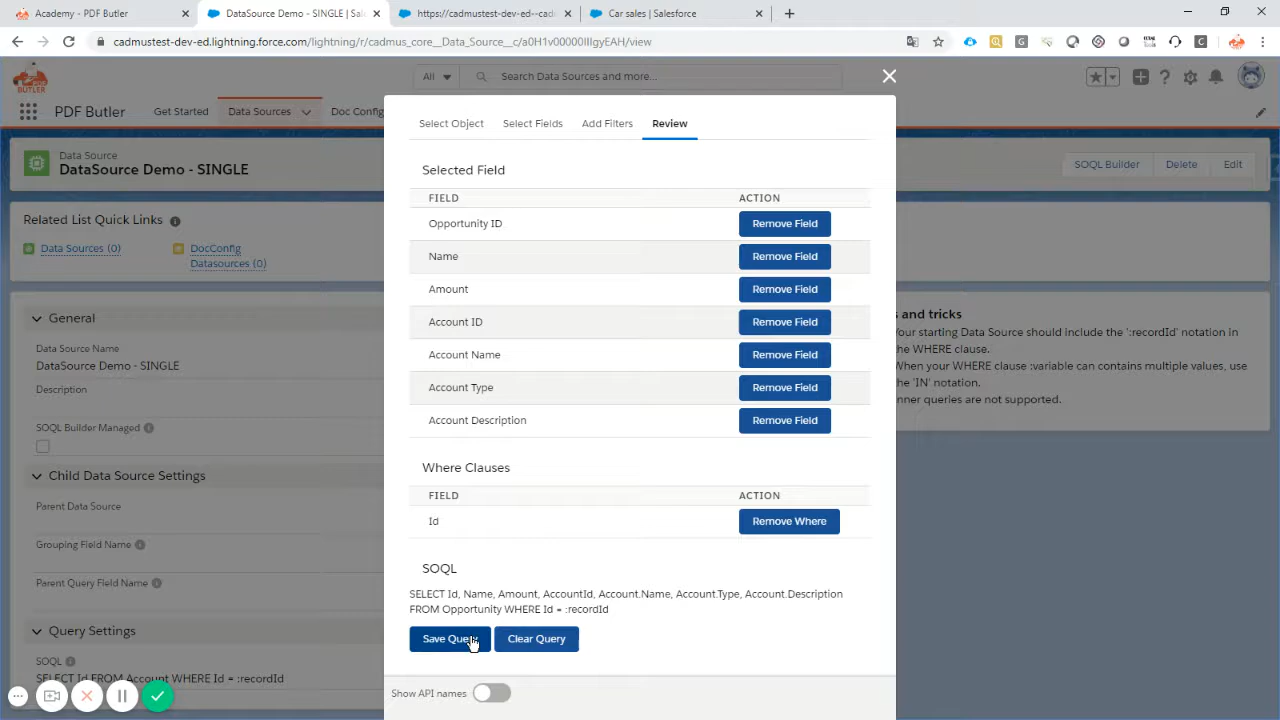 Academy - PDF Butler
DataSource Demo - SINGLE | Sal
https://cadmustest-dev-ed--cadi
Car sales | Salesforce
cadmustest-dev-ed.lightning.force.com/lightning/r/cadmus_core__Data_Source__c/a0H1v00000IIIgyEAH/view
BUTLER
All
Search Data Sources and more...
PDF Butler
Get Started
Data Sources
Doc Config
Data Source
DataSource Demo - SINGLE
SOQL Builder
Delete
Edit
Related List Quick Links
Data Sources (0)
DocConfig
Datasources (0)
General
Data Source Name
DataSource Demo - SINGLE
Description
SOQL Builder Managed
Child Data Source Settings
Parent Data Source
Grouping Field Name
Parent Query Field Name
Query Settings
SOQL
SELECT Id FROM Account WHERE Id = :recordId
Select Object
Select Fields
Add Filters
Review
Selected Field
FIELD ACTION
Opportunity ID Remove Field
Name Remove Field
Amount Remove Field
Account ID Remove Field
Account Name Remove Field
Account Type Remove Field
Account Description Remove Field
Where Clauses
FIELD ACTION
Id Remove Where
SOQL
SELECT Id, Name, Amount, AccountId, Account.Name, Account.Type, Account.Description
FROM Opportunity WHERE Id = :recordId
Save Query Clear Query
Show API names
s and tricks
Your starting Data Source should include the ':recordId' notation in
the WHERE clause.
When your WHERE clause :variable can contains multiple values, use
the 'IN' notation.
nner queries are not supported.